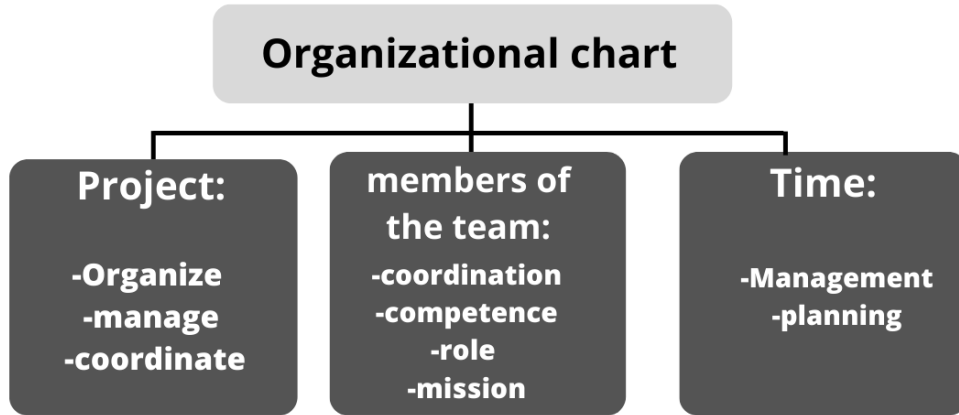 Organizational chart
Project:
-Organize
-manage
-coordinate
members of
the team:
-coordination
-competence
-role
-mission
Time:
-Management
-planning